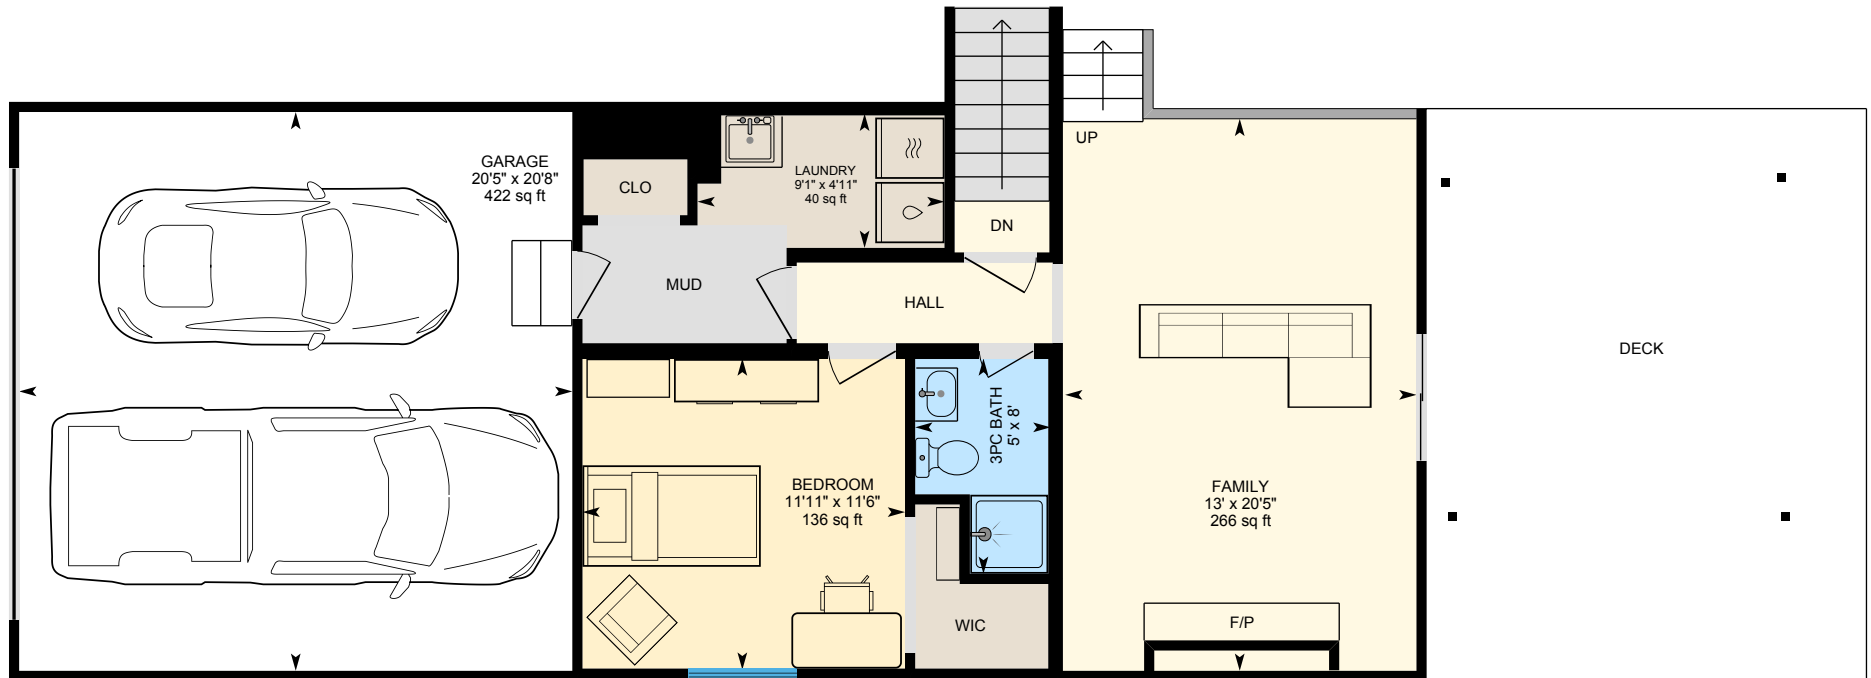 GARAGE
20'5" x 20'8"
422 sq ft
CLO
LAUNDRY
9'1" x 4'11"
40 sq ft
UP
DN
MUD
HALL
DECK
3PC BATH
5' x 8'
BEDROOM
11'11" x 11'6"
136 sq ft
FAMILY
13' x 20'5"
266 sq ft
WIC
F/P